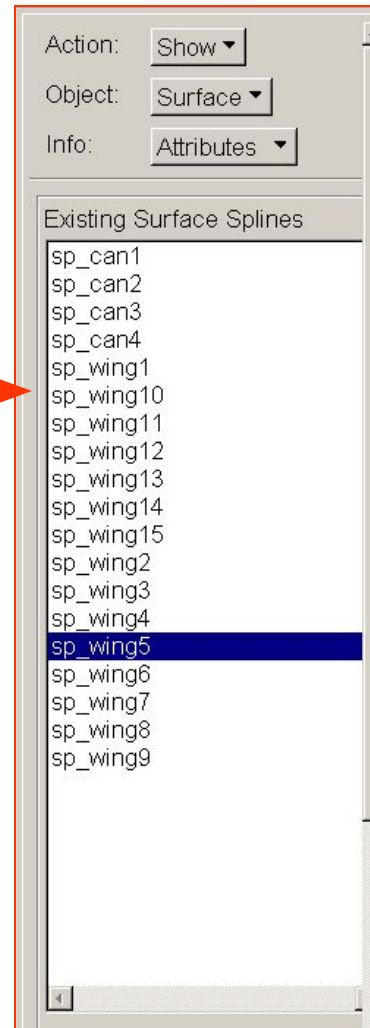 Action: Show
Object: Surface
Info: Attributes
Existing Surface Splines
sp_can1
sp_can2
sp_can3
sp_can4
sp_wing1
sp_wing10
sp_wing11
sp_wing12
sp_wing13
sp_wing14
sp_wing15
sp_wing2
sp_wing3
sp_wing4
sp_wing5
sp_wing6
sp_wing7
sp_wing8
sp_wing9